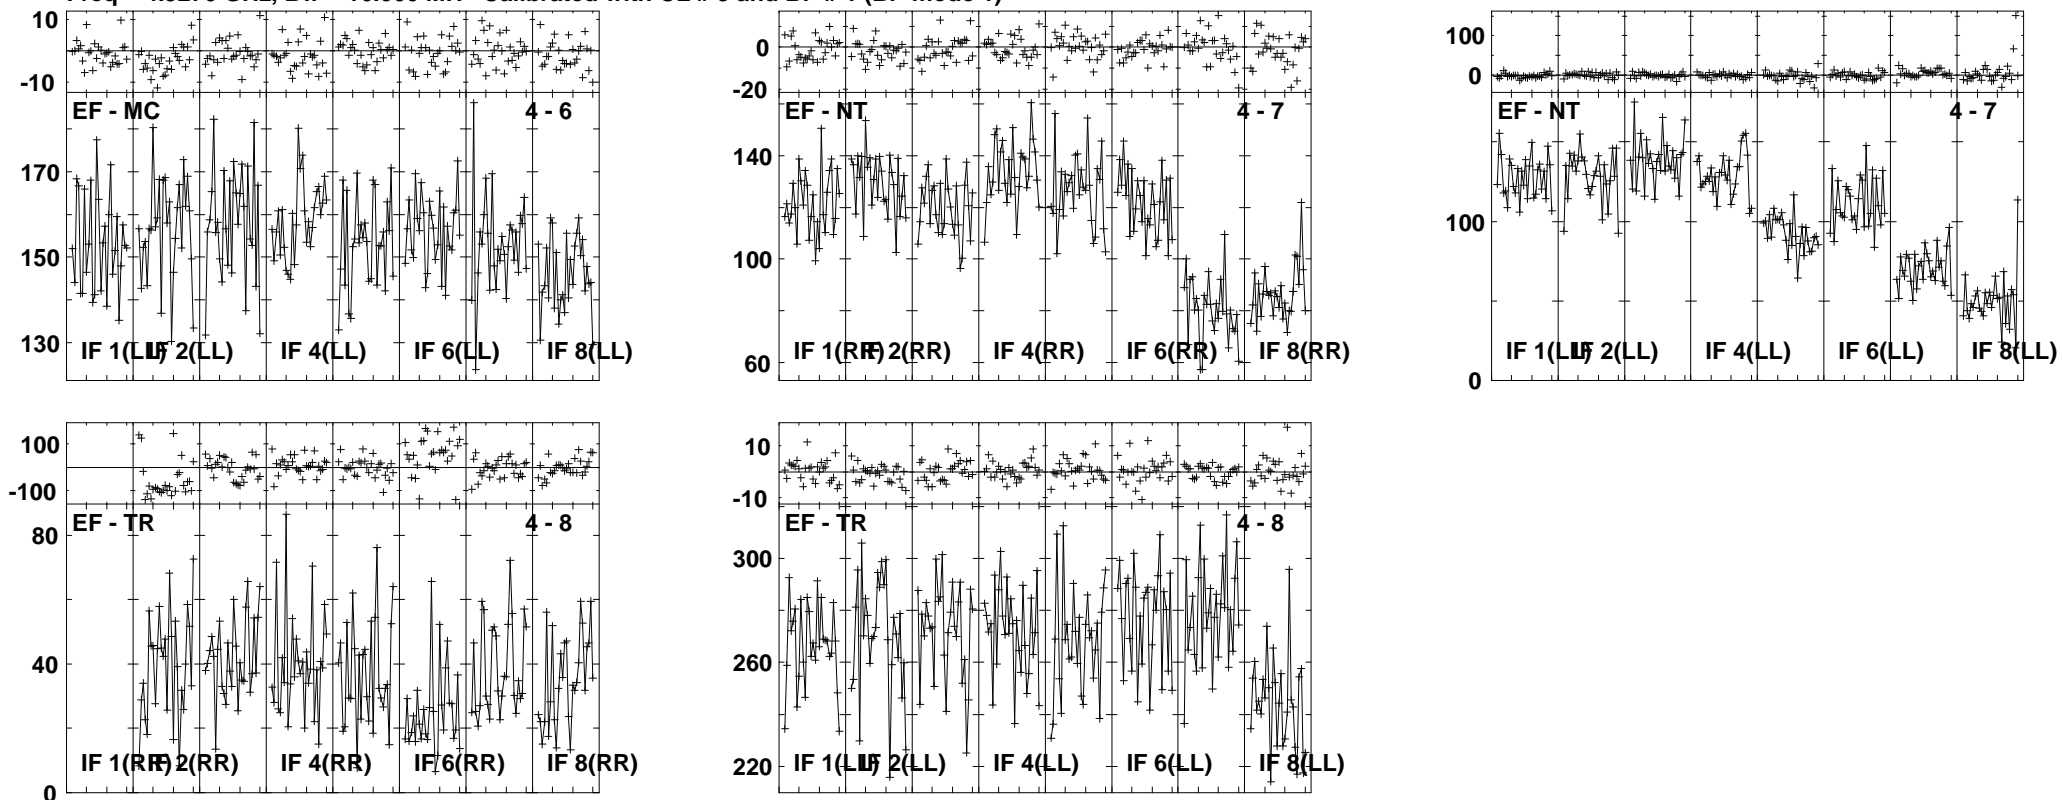 10
-10
EF - MC 4 - 6
170
150
130
IF 1(LL) IF 2(LL) IF 4(LL) IF 6(LL) IF 8(LL)
0
-20
EF - NT 4 - 7
140
100
60
IF 1(RR) IF 2(RR) IF 4(RR) IF 6(RR) IF 8(RR)
100
0
EF - NT 4 - 7
100
0
IF 1(LL) IF 2(LL) IF 4(LL) IF 6(LL) IF 8(LL)
100
-100
EF - TR 4 - 8
80
40
0
IF 1(RR) IF 2(RR) IF 4(RR) IF 6(RR) IF 8(RR)
10
-10
EF - TR 4 - 8
300
260
220
IF 1(LL) IF 2(LL) IF 4(LL) IF 6(LL) IF 8(LL)